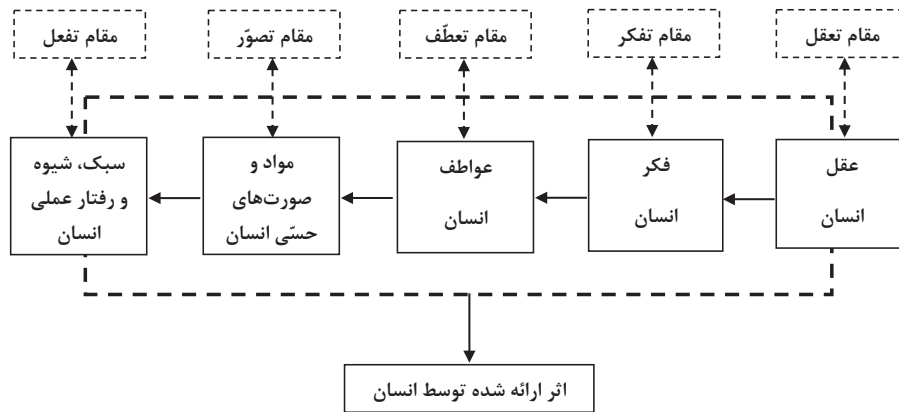 مقام تعقل
مقام تفکر
مقام تعطّف
مقام تصوّر
مقام تفعل
عقل
انسان
فکر
انسان
عواطف
انسان
مواد و
صورت‌های
حسّی انسان
سبک، شیوه
و رفتار عملی
انسان
اثر ارائه شده توسط انسان